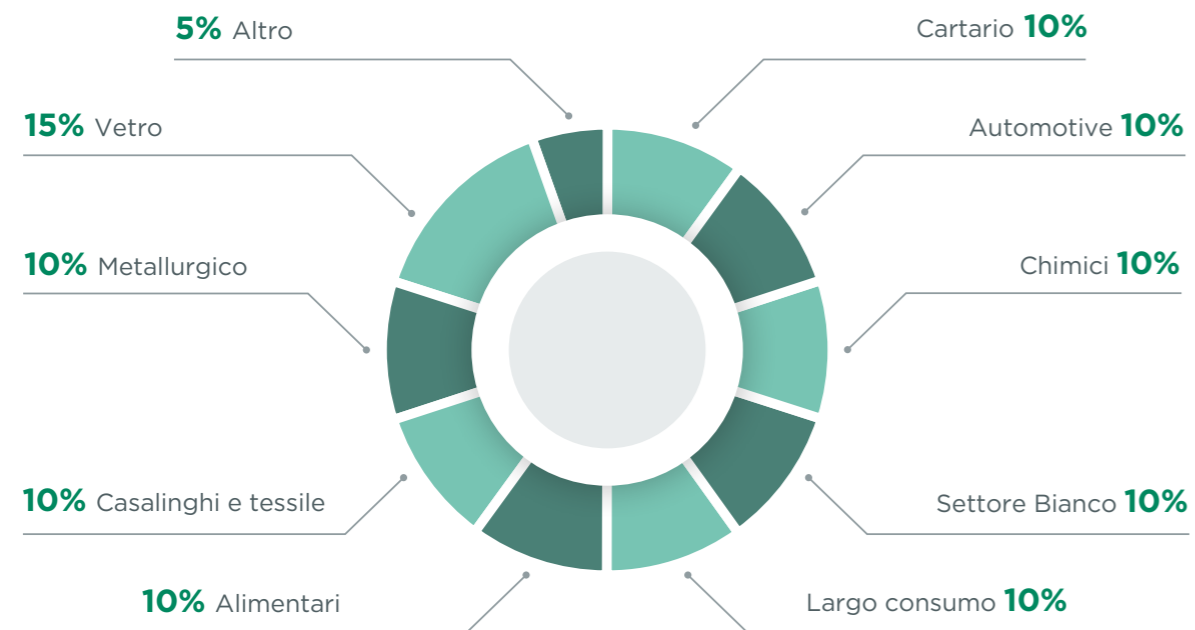 5% Altro
Cartario 10%
15% Vetro
Automotive 10%
10% Metallurgico
Chimici 10%
10% Casalinghi e tessile
Settore Bianco 10%
10% Alimentari
Largo consumo 10%